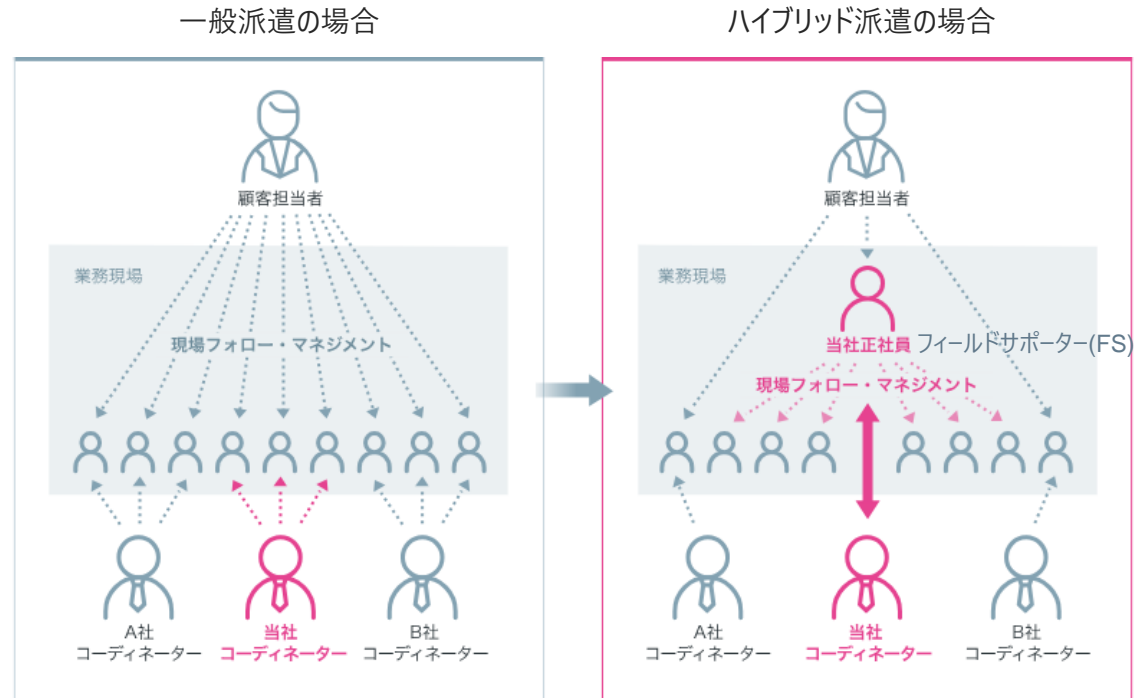 一般派遣の場合
顧客担当者
業務現場
現場フォロー・マネジメント
A社
コーディネーター
当社
コーディネーター
B社
コーディネーター
ハイブリッド派遣の場合
顧客担当者
業務現場
当社正社員 フィールドサポーター(FS)
現場フォロー・マネジメント
A社
コーディネーター
当社
コーディネーター
B社
コーディネーター